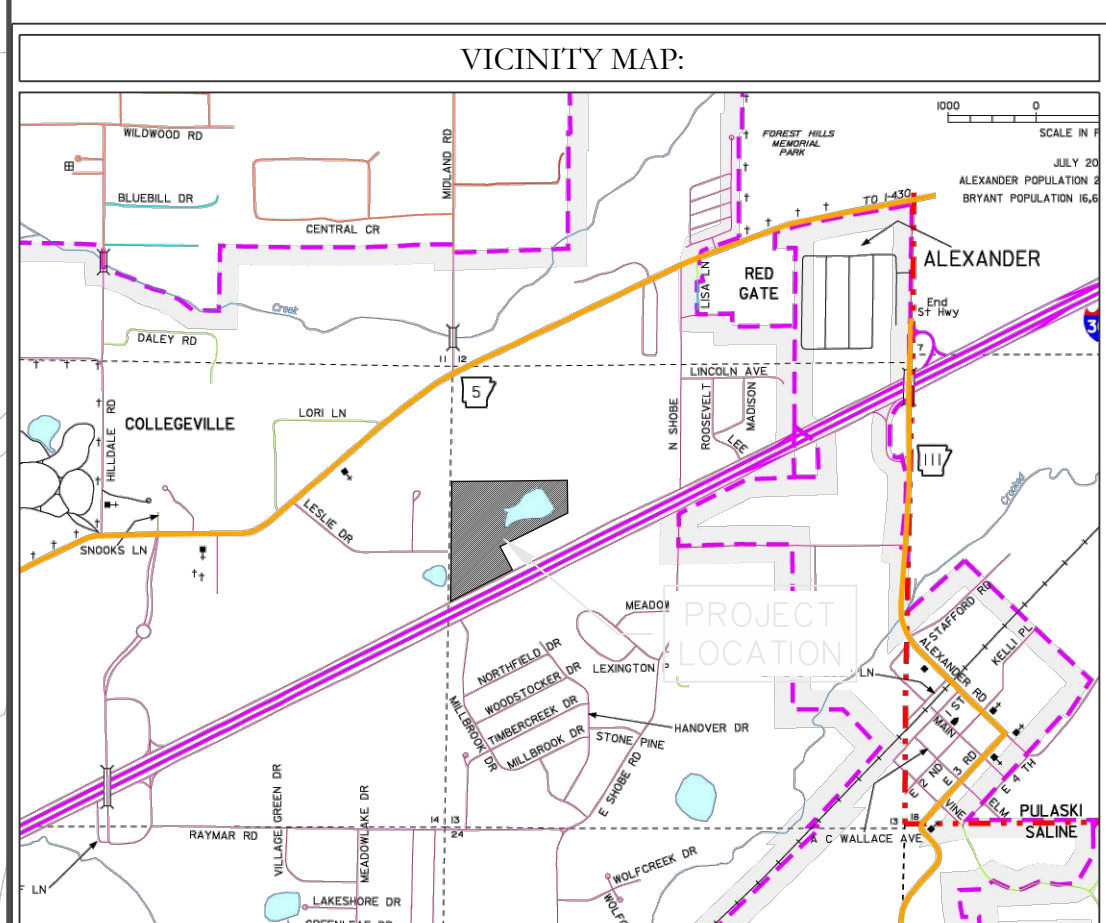 VICINITY MAP:
WILDWOOD RD
MIDLAND RD
FOREST HILLS
MEMORIAL
PARK
1000 0
SCALE IN F
JULY 20
ALEXANDER POPULATION 2
BRYANT POPULATION 16,6
BLUEBILL DR
CENTRAL CR
TO I-430
ALEXANDER
RED
GATE
LISA LN
End
St Hwy
Creek
DALEY RD
11 12
7
5
LINCOLN AVE
N SHOBE
ROOSEVELT
MADISON
LEE
HILLDALE RD
COLLEGEVILLE
LORI LN
111
Crooked
LESLIE DR
SNOOKS LN
PROJECT
LOCATION
MEADOW
LEXINGTON
STAFFORD RD
KELLI PL
ALEXANDER RD
LN
1 ST
MAIN
NORTHFIELD DR
WOODSTOCKER DR
TIMBERCREEK DR
MILLBROOK DR
MILLBROOK DR
HANOVER DR
STONE PINE
E SHOBE RD
E 2 ND
E 3 RD
E 4 TH
VINE
ELM
PULASKI
SALINE
VILLAGE GREEN DR
MEADOWLAKE DR
RAYMAR RD
14 13
24
13 18
A C WALLACE AVE
F LN
WOLFCREEK DR
WOLFC
LAKESHORE DR
GREENLEAF DR